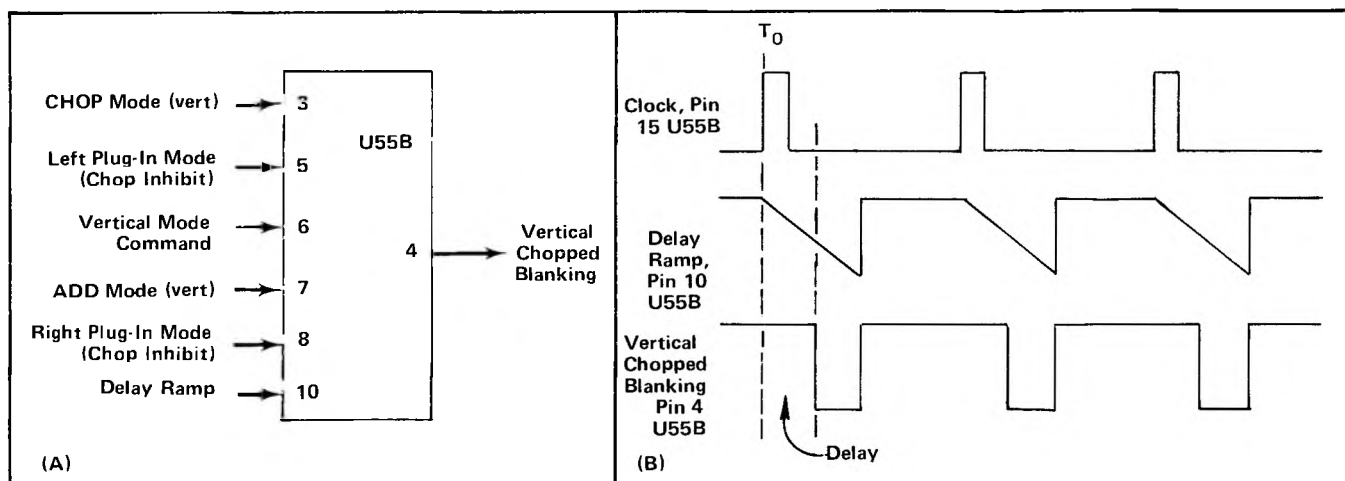 CHOP Mode (vert)
3
U55B
Left Plug-In Mode
(Chop Inhibit)
5
Vertical Mode
Command
6
4
Vertical
Chopped
Blanking
ADD Mode (vert)
7
Right Plug-In Mode
(Chop Inhibit)
8
Delay Ramp
10
(A)
T0
Clock, Pin
15 U55B
Delay
Ramp,
Pin 10
U55B
Vertical
Chopped
Blanking
Pin 4
U55B
Delay
(B)